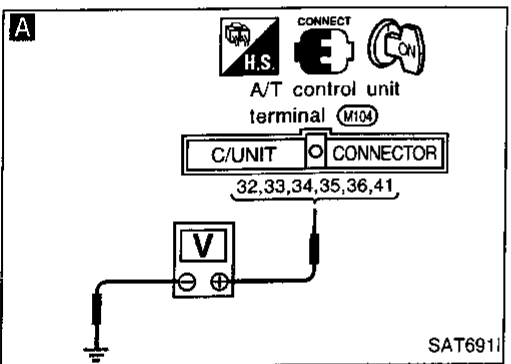 A
CONNECT
H.S.
ON
A/T control unit
terminal M104
C/UNIT CONNECTOR
32,33,34,35,36,41
V
⊖ ⊕
SAT691I